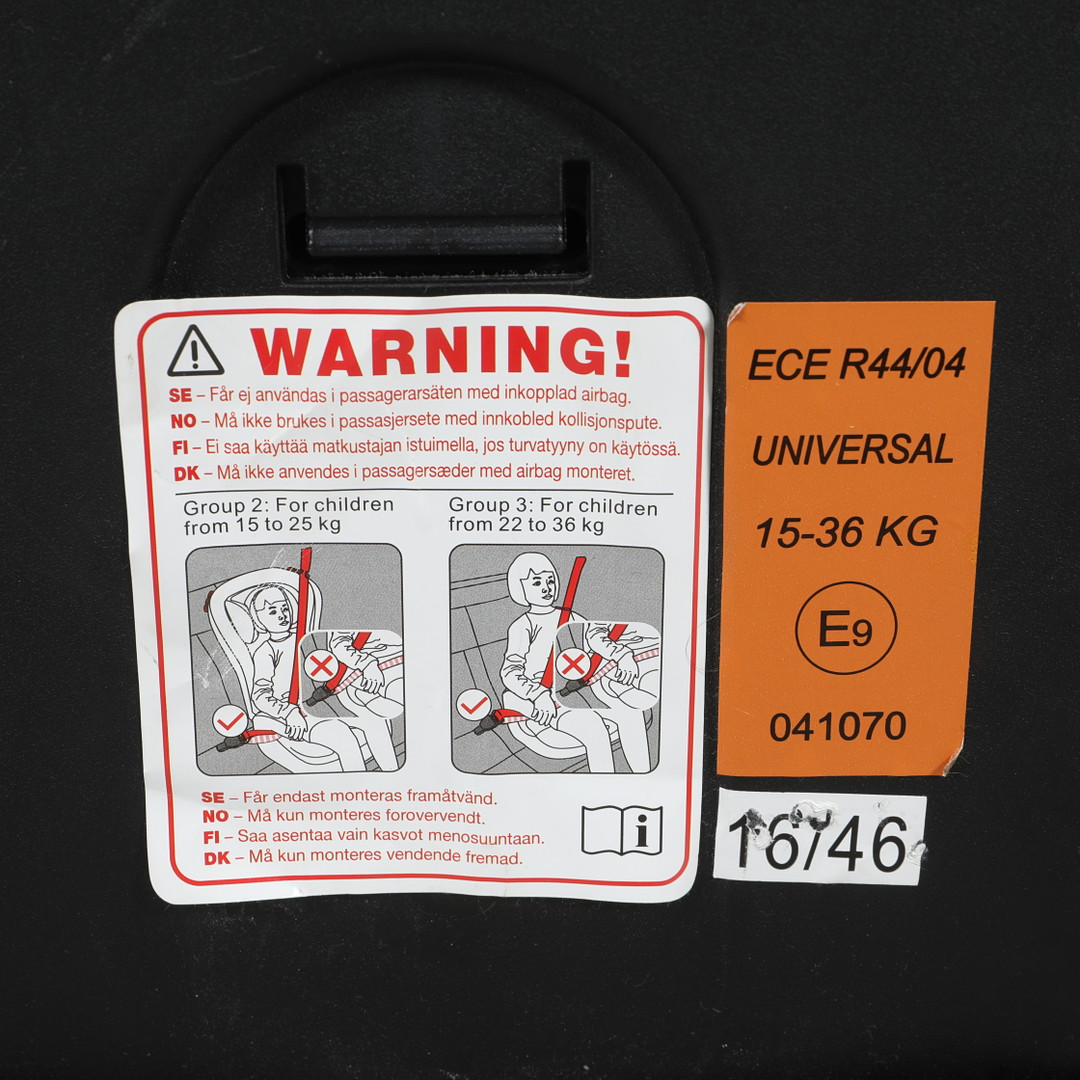 WARNING!
SE – Får ej användas i passagerarsäten med inkopplad airbag.
NO – Må ikke brukes i passasjersete med innkobled kollisjonspute.
FI – Ei saa käyttää matkustajan istuimella, jos turvatyyny on käytössä.
DK – Må ikke anvendes i passagersæder med airbag monteret.
Group 2: For children
from 15 to 25 kg
Group 3: For children
from 22 to 36 kg
SE – Får endast monteras framåtvänd.
NO – Må kun monteres forovervendt.
FI – Saa asentaa vain kasvot menosuuntaan.
DK – Må kun monteres vendende fremad.
i
ECE R44/04
UNIVERSAL
15-36 KG
E9
041070
16/46